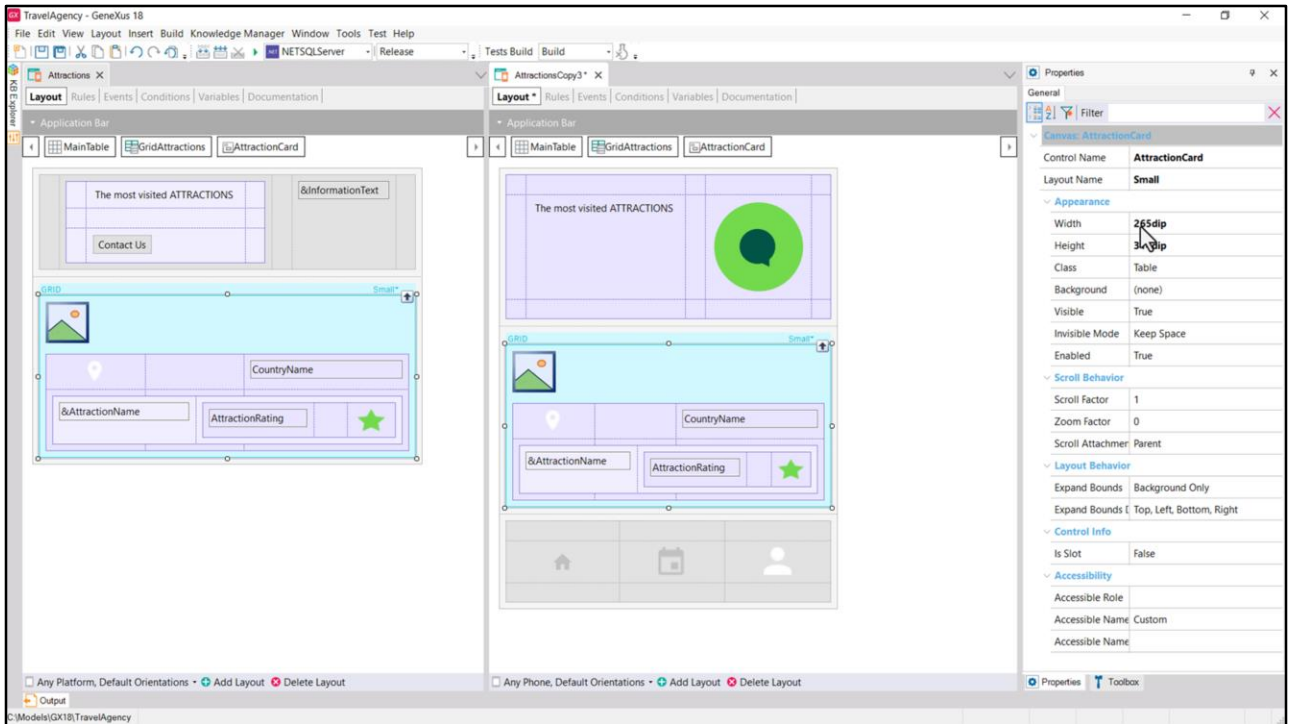 TravelAgency - GeneXus 18
File Edit View Layout Insert Build Knowledge Manager Window Tools Test Help
NETSQLServer Release Tests Build Build
KB Explorer
Attractions X
Layout Rules Events Conditions Variables Documentation
Application Bar
MainTable GridAttractions AttractionCard
The most visited ATTRACTIONS
&InformationText
Contact Us
GRID Small*
CountryName
&AttractionName AttractionRating
Any Platform, Default Orientations Add Layout Delete Layout
AttractionsCopy3* X
Layout * Rules Events Conditions Variables Documentation
Application Bar
MainTable GridAttractions AttractionCard
The most visited ATTRACTIONS
GRID Small*
CountryName
&AttractionName AttractionRating
Any Phone, Default Orientations Add Layout Delete Layout
Properties
General
Filter
Canvas: AttractionCard
Control Name AttractionCard
Layout Name Small
Appearance
Width 265dip
Height
Class Table
Background (none)
Visible True
Invisible Mode Keep Space
Enabled True
Scroll Behavior
Scroll Factor 1
Zoom Factor 0
Scroll Attachmen Parent
Layout Behavior
Expand Bounds Background Only
Expand Bounds D Top, Left, Bottom, Right
Control Info
Is Slot False
Accessibility
Accessible Role
Accessible Name Custom
Accessible Name
Properties Toolbox
Output
C:\Models\GX18\TravelAgency